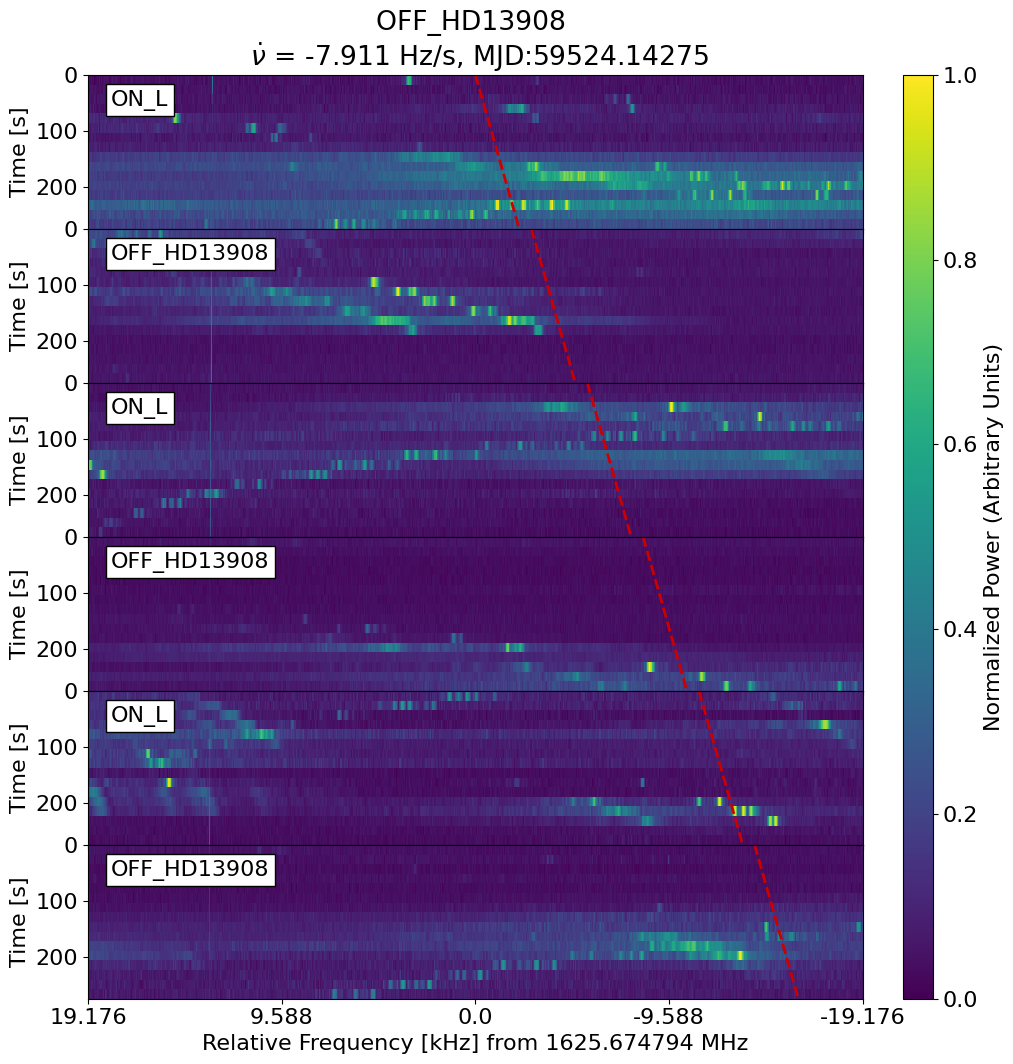 OFF_HD13908
ν̇ = -7.911 Hz/s, MJD:59524.14275
ON_L
OFF_HD13908
ON_L
OFF_HD13908
ON_L
OFF_HD13908
Time [s]
0
100
200
Time [s]
0
100
200
Time [s]
0
100
200
Time [s]
0
100
200
Time [s]
0
100
200
Time [s]
0
100
200
19.176
9.588
0.0
-9.588
-19.176
Relative Frequency [kHz] from 1625.674794 MHz
1.0
0.8
0.6
0.4
0.2
0.0
Normalized Power (Arbitrary Units)